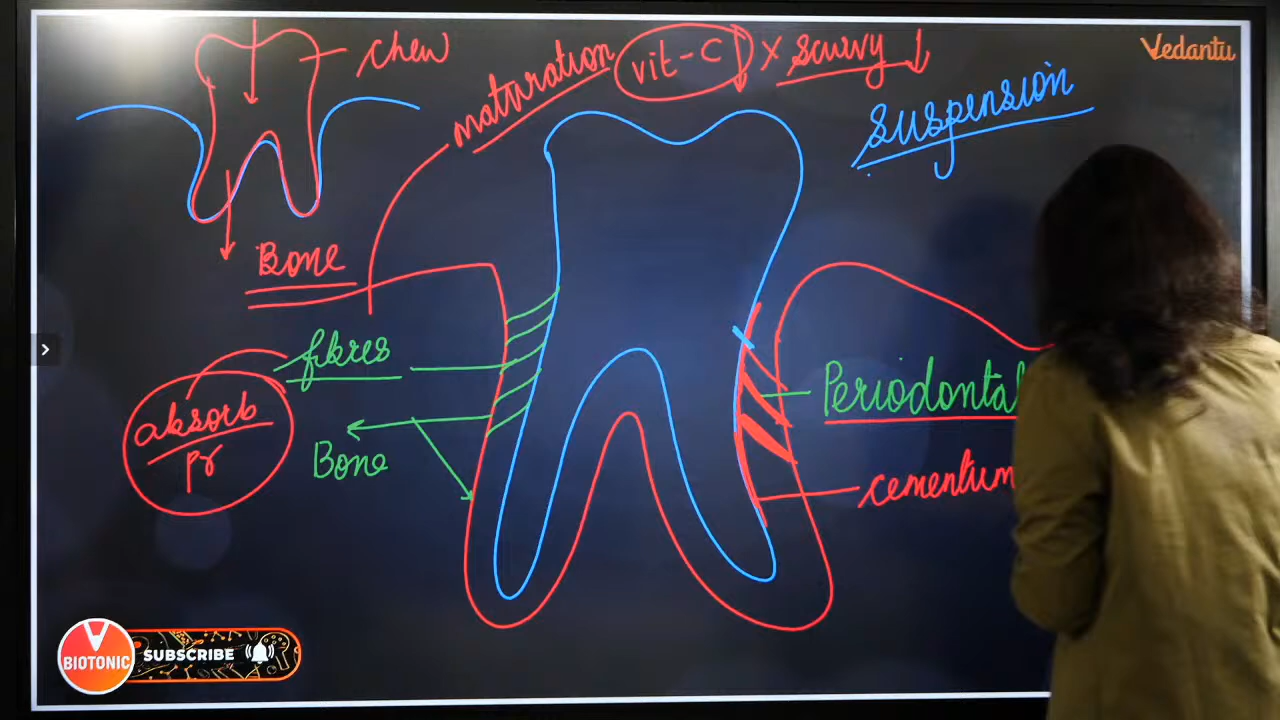 chew
maturation
vit-C
x scurvy
Vedantu
suspension
Bone
fibres
absorb
pr
Bone
Periodontal
cementum
BIOTONIC
SUBSCRIBE